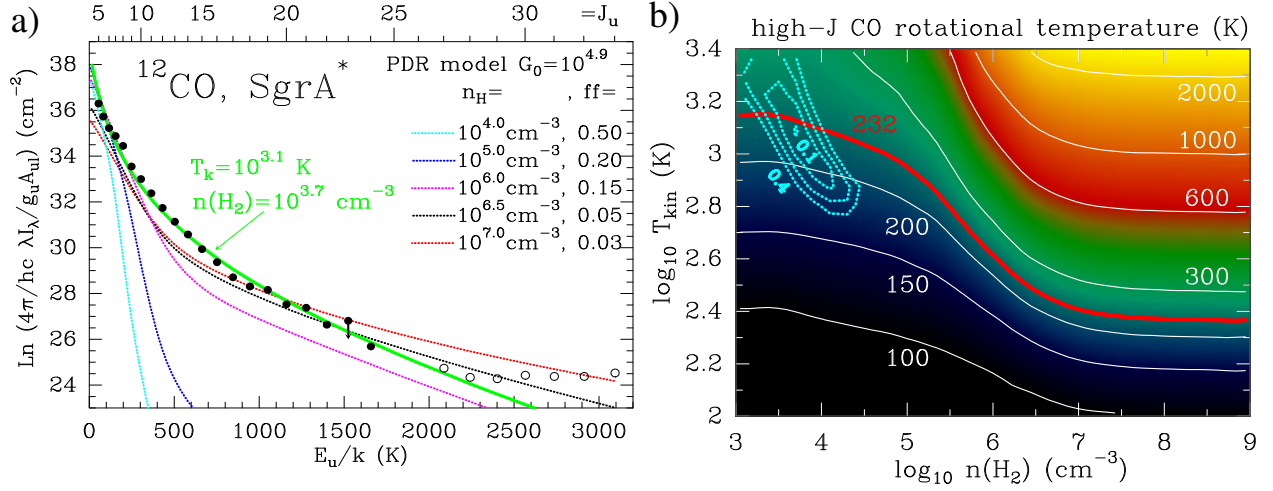 a)
5 10 15 20 25 30 =J_u
^12CO, SgrA^*
PDR model G_0=10^4.9
n_H= , ff=
10^4.0cm^-3, 0.50
10^5.0cm^-3, 0.20
10^6.0cm^-3, 0.15
10^6.5cm^-3, 0.05
10^7.0cm^-3, 0.03
T_k=10^3.1 K
n(H_2)=10^3.7 cm^-3
Ln (4π/hc λI_λ/g_uA_ul) (cm^-2)
38
36
34
32
30
28
26
24
0 500 1000 1500 2000 2500 3000
E_u/k (K)
b)
high-J CO rotational temperature (K)
log_10 T_kin (K)
3.4
3.2
3
2.8
2.6
2.4
2.2
2
2000
232
1000
0.1
0.4
600
200
300
150
100
3 4 5 6 7 8 9
log_10 n(H_2) (cm^-3)